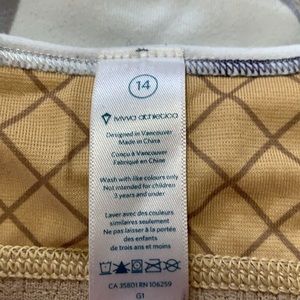 14
ivivva athletica
Designed in Vancouver
Made in China
Conçu à Vancouver
Fabriqué en Chine
Wash with like colours only
Not intended for children
3 years and under
Laver avec des couleurs
similaires seulement
Ne pas laisser à la portée
des enfants
de trois ans et moins
CA 35801 RN 106259
G1